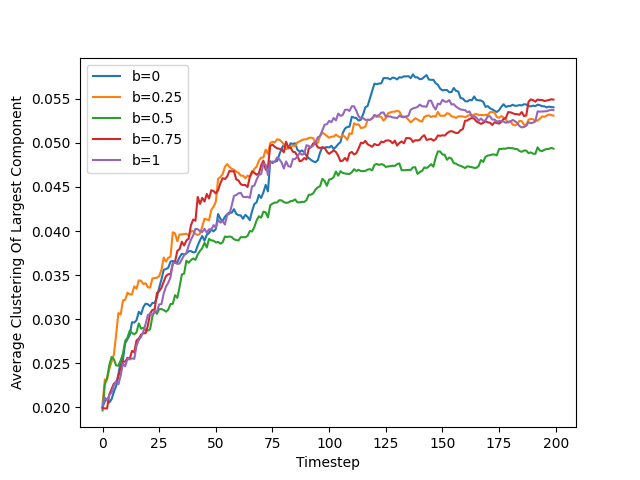 b=0
b=0.25
b=0.5
b=0.75
b=1
Average Clustering Of Largest Component
0.055
0.050
0.045
0.040
0.035
0.030
0.025
0.020
0 25 50 75 100 125 150 175 200
Timestep